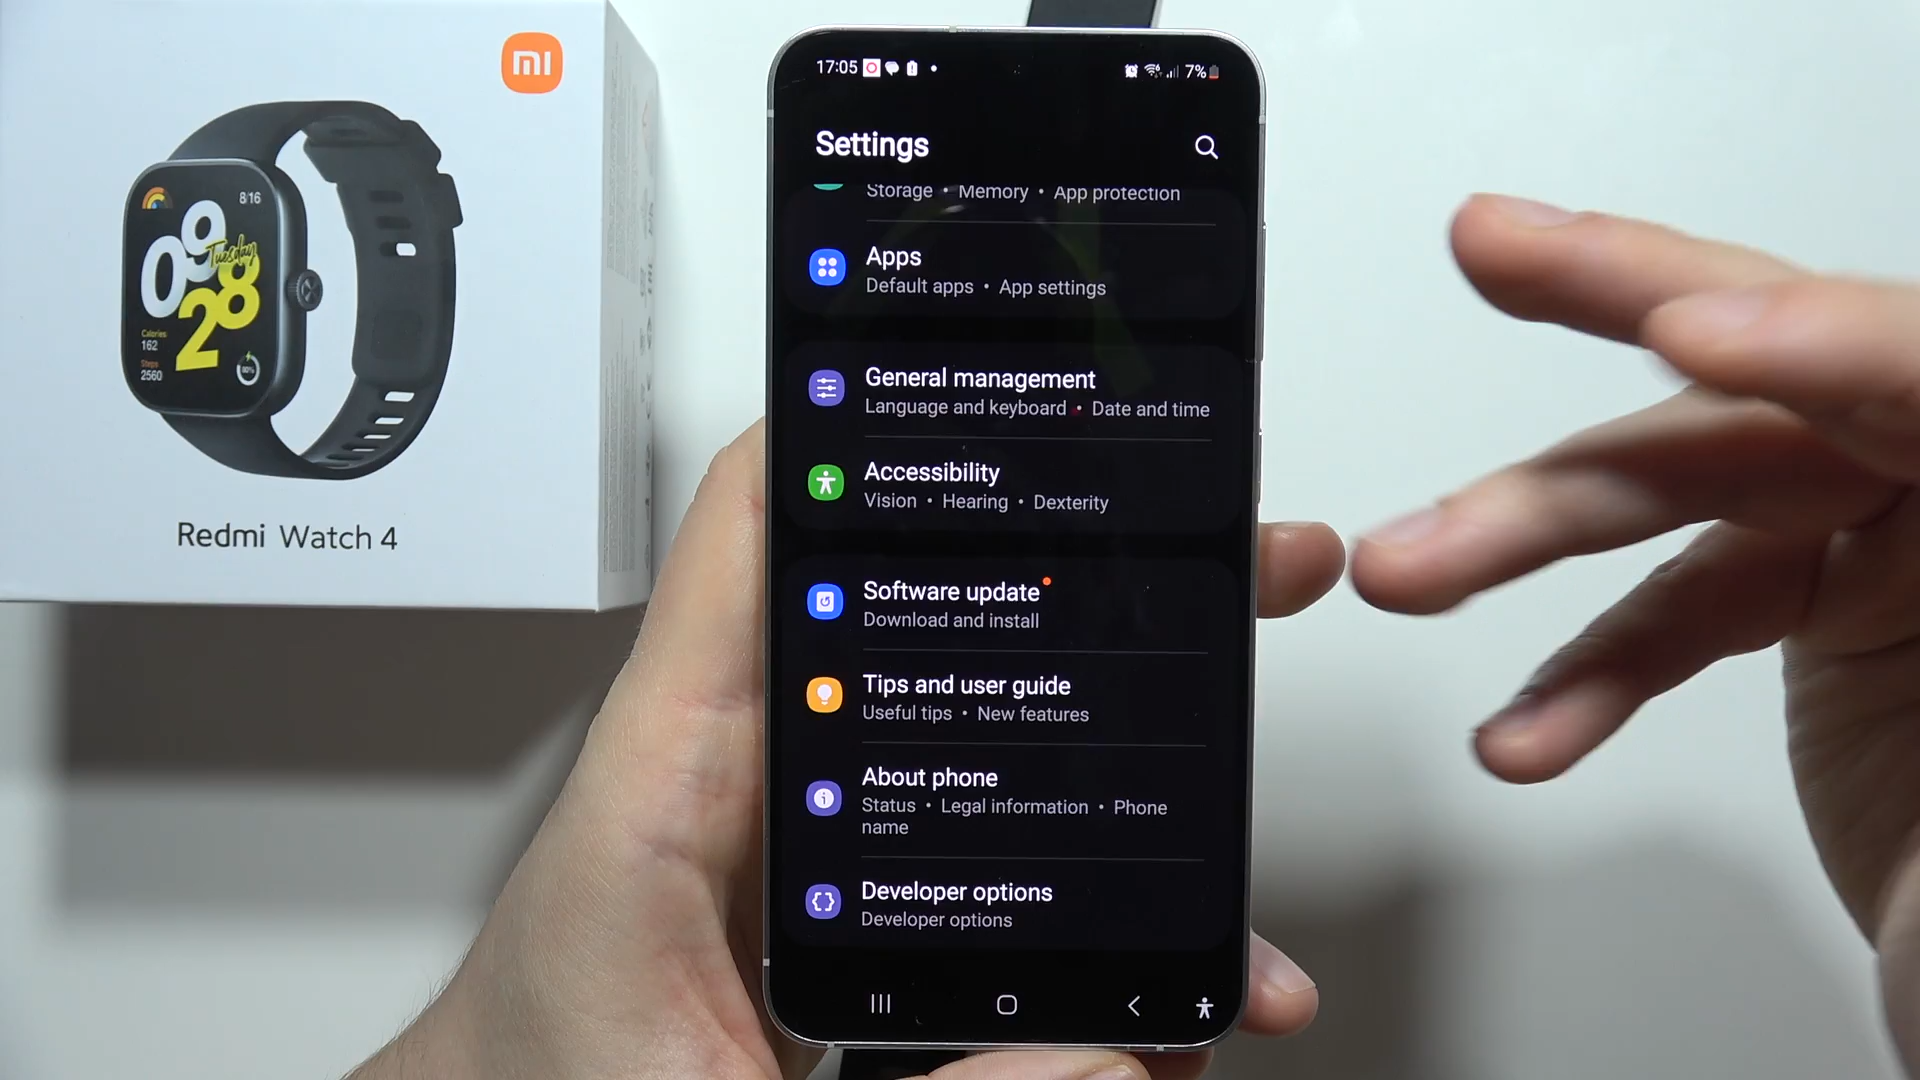 mi
8/16
09
Tuesday
28
Calories
162
Steps
2560
80%
Redmi Watch 4
17:05
7%
Settings
Storage • Memory • App protection
Apps
Default apps • App settings
General management
Language and keyboard • Date and time
Accessibility
Vision • Hearing • Dexterity
Software update
Download and install
Tips and user guide
Useful tips • New features
About phone
Status • Legal information • Phone
name
Developer options
Developer options